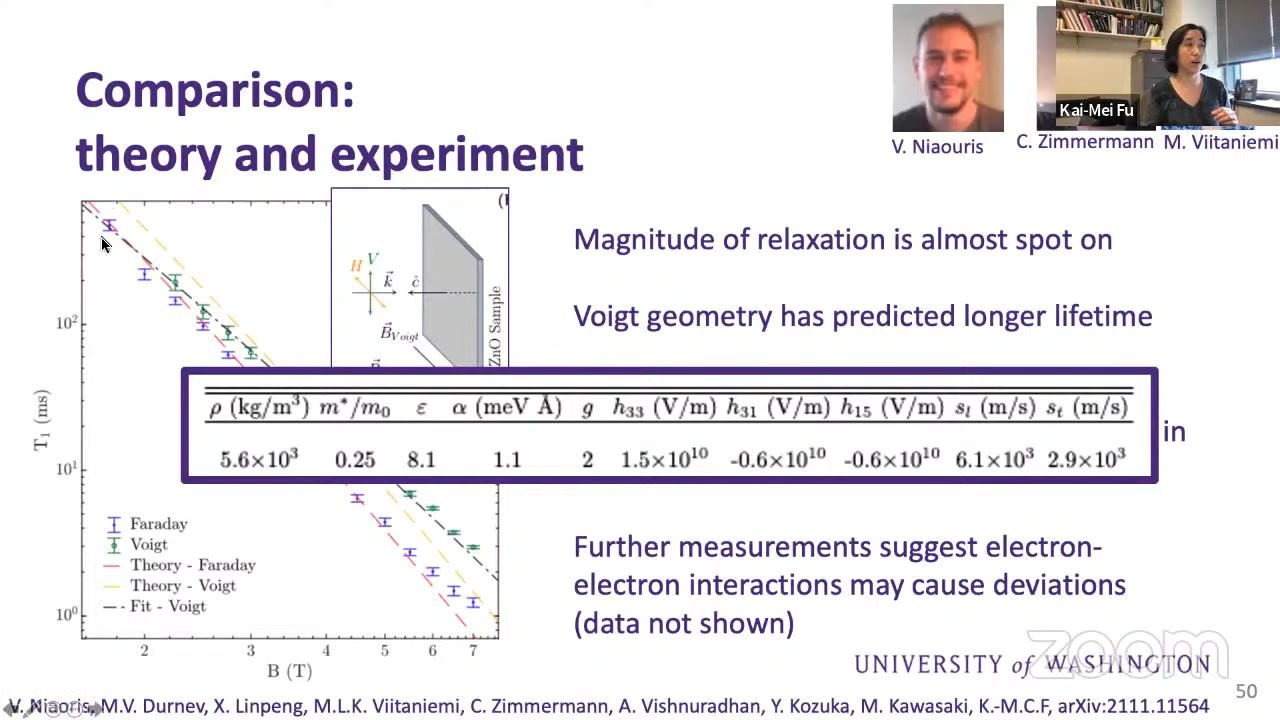 Comparison:
theory and experiment
Kai-Mei Fu
V. Niaouris
C. Zimmermann
M. Viitaniemi
Magnitude of relaxation is almost spot on
Voigt geometry has predicted longer lifetime
in
Further measurements suggest electron-
electron interactions may cause deviations
(data not shown)
H V
k⃗ ĉ
B⃗Voigt
ZnO Sample
ρ (kg/m³) m*/m₀ ε α (meV Å) g h₃₃ (V/m) h₃₁ (V/m) h₁₅ (V/m) sₗ (m/s) sₜ (m/s)
5.6×10³ 0.25 8.1 1.1 2 1.5×10¹⁰ -0.6×10¹⁰ -0.6×10¹⁰ 6.1×10³ 2.9×10³
T₁ (ms)
10²
10¹
10⁰
Faraday
Voigt
Theory - Faraday
Theory - Voigt
Fit - Voigt
2 3 4 5 6 7
B (T)
zoom
UNIVERSITY of WASHINGTON
50
V. Niaouris, M.V. Durnev, X. Linpeng, M.L.K. Viitaniemi, C. Zimmermann, A. Vishnuradhan, Y. Kozuka, M. Kawasaki, K.-M.C.F, arXiv:2111.11564